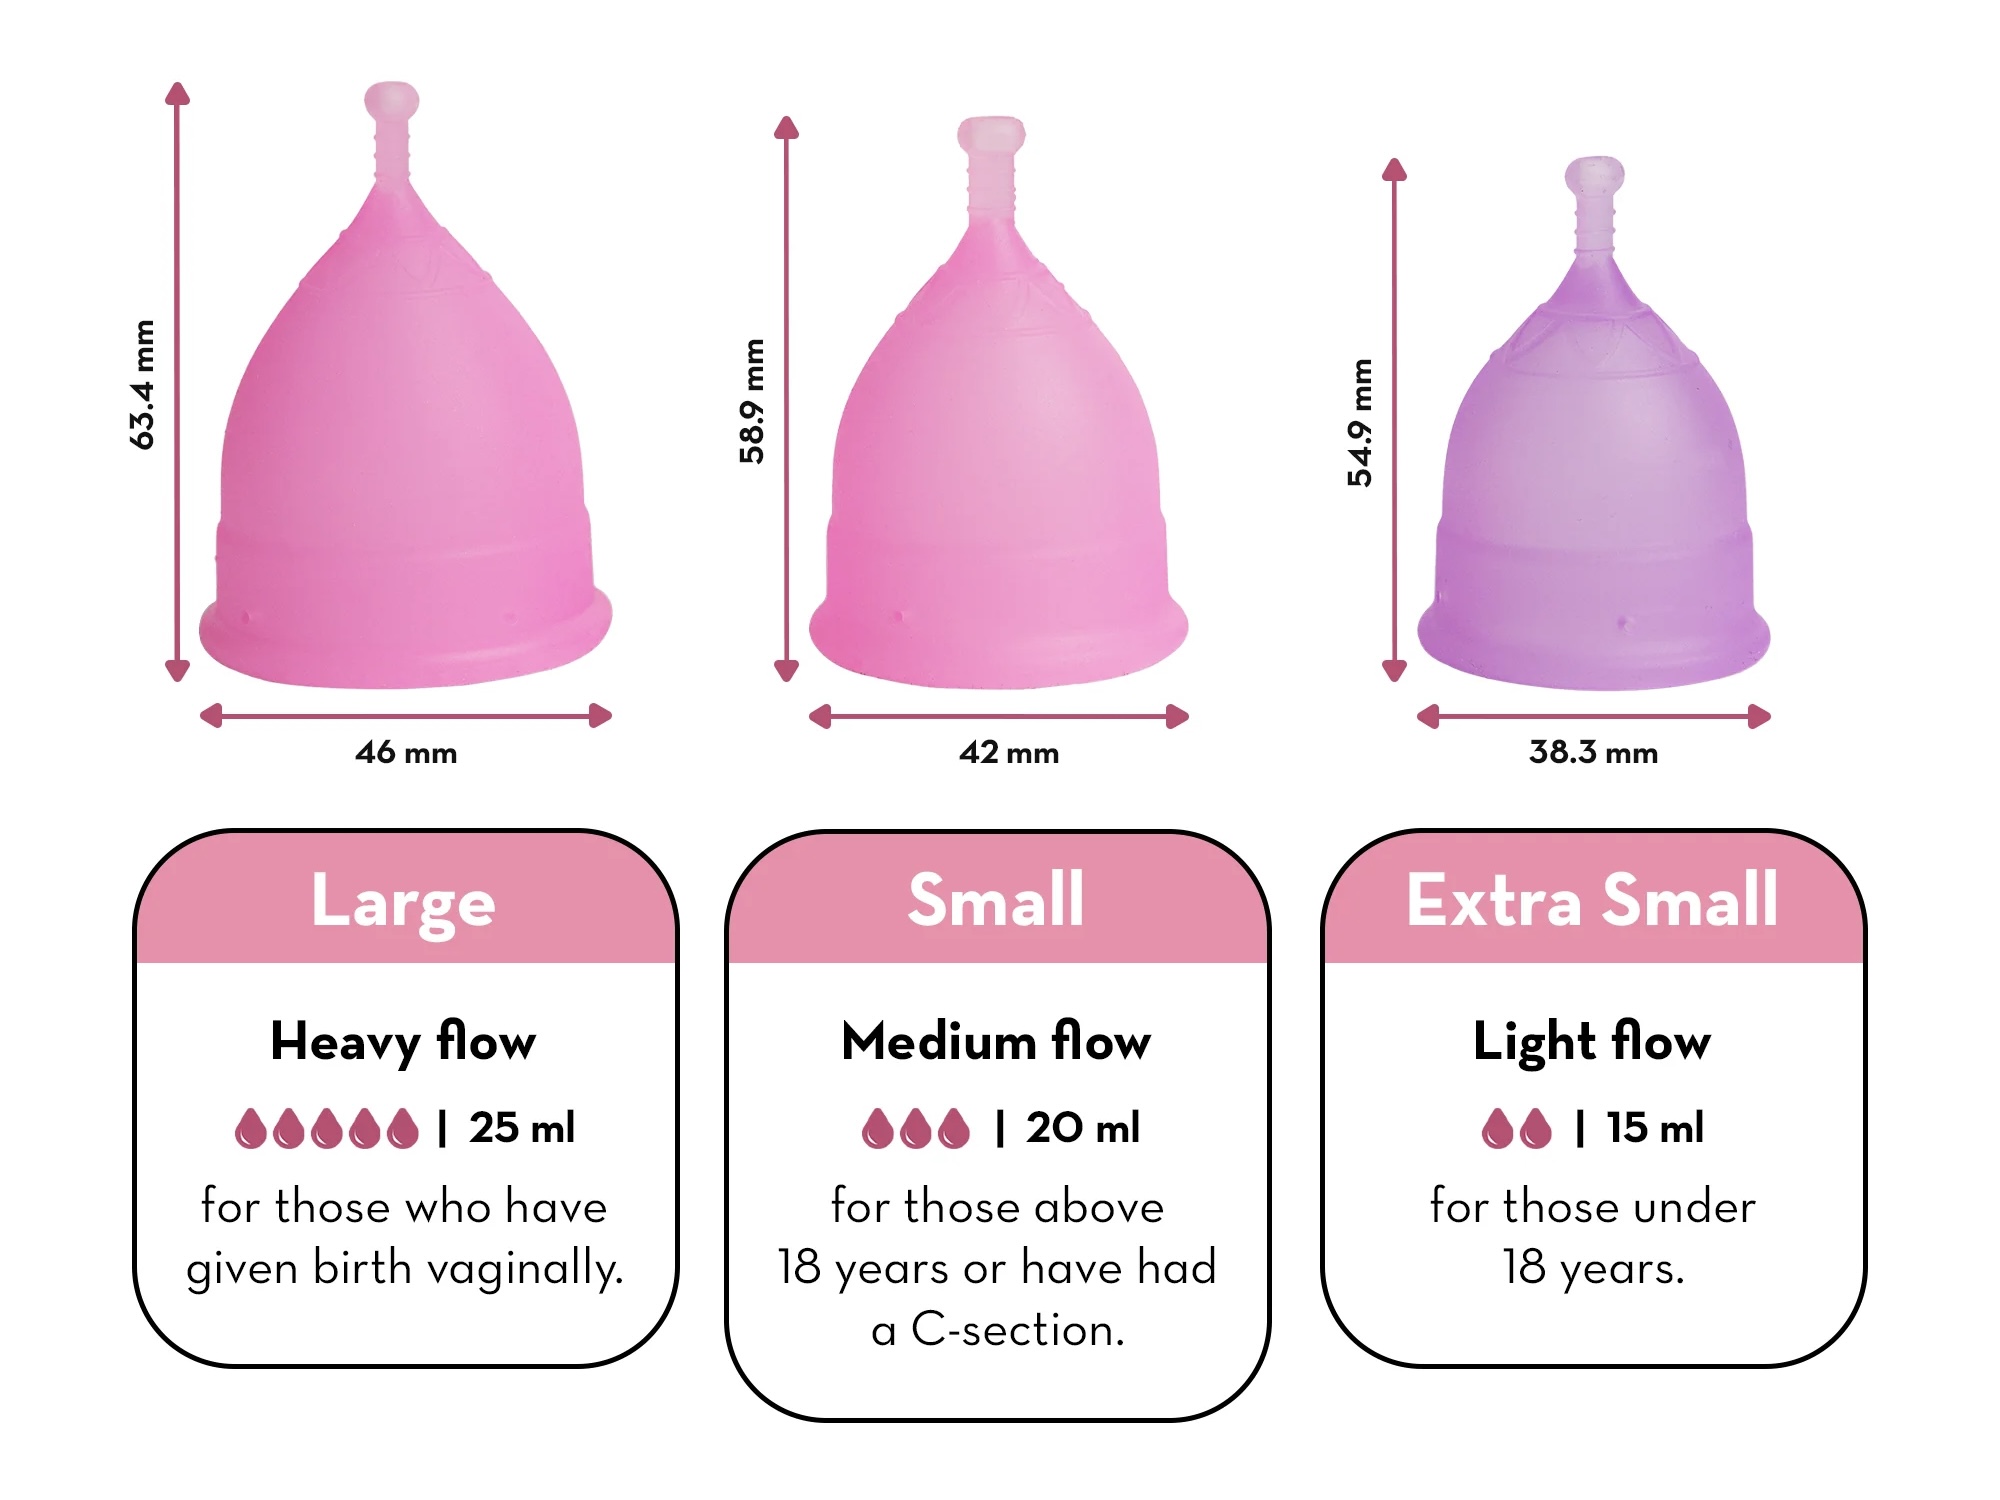 63.4 mm
46 mm
58.9 mm
42 mm
54.9 mm
38.3 mm
Large
Heavy flow
| 25 ml
for those who have
given birth vaginally.
Small
Medium flow
| 20 ml
for those above
18 years or have had
a C-section.
Extra Small
Light flow
| 15 ml
for those under
18 years.